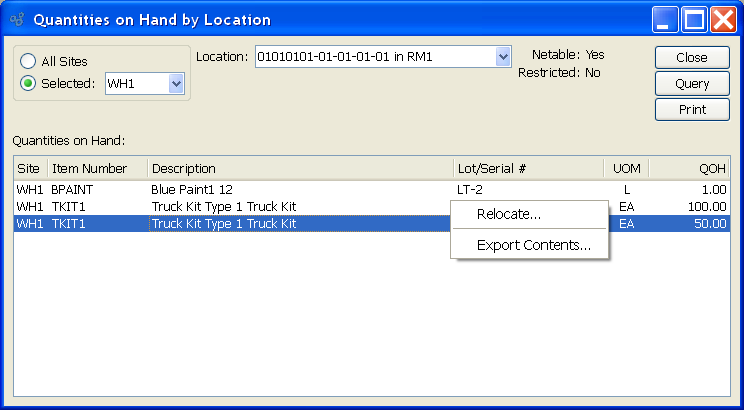 Quantities on Hand by Location
All Sites
Selected: WH1
Location: 01010101-01-01-01-01 in RM1
Netable: Yes
Restricted: No
Close
Query
Print
Quantities on Hand:
Site Item Number Description Lot/Serial # UOM QOH
WH1 BPAINT Blue Paint1 12 LT-2 L 1.00
WH1 TKIT1 Truck Kit Type 1 Truck Kit EA 100.00
WH1 TKIT1 Truck Kit Type 1 Truck Kit EA 50.00
Relocate...
Export Contents...